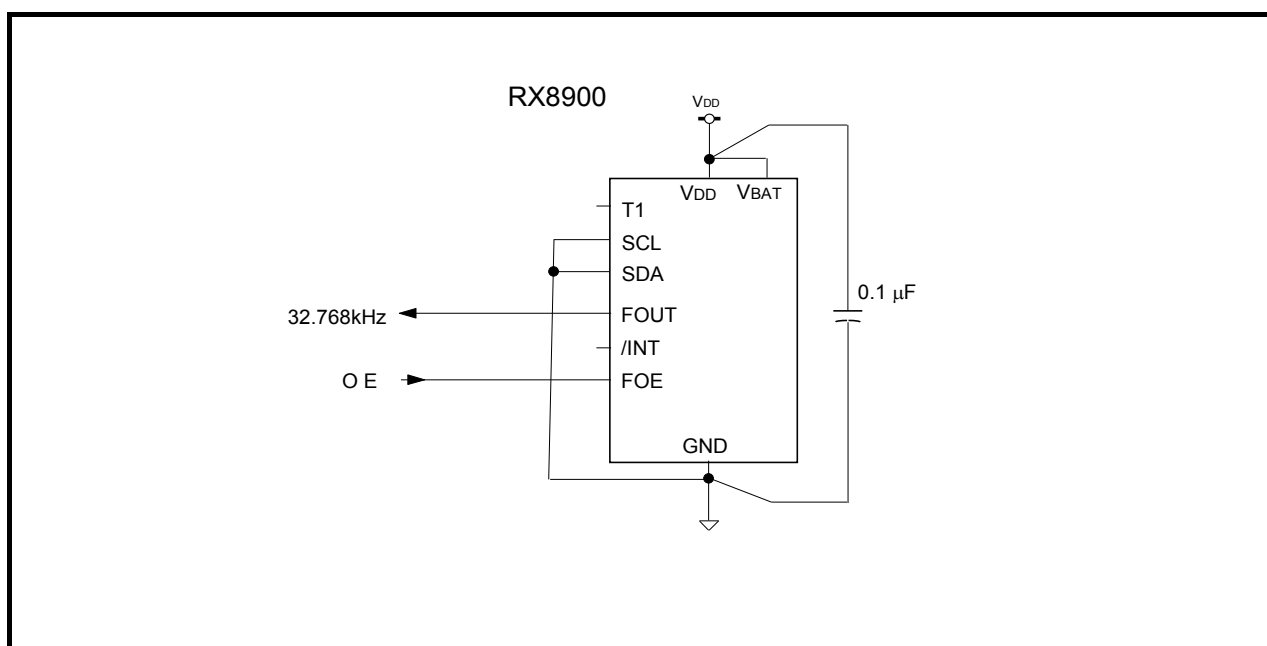 RX8900
VDD
VDD VBAT
T1
SCL
SDA
0.1 μF
32.768kHz FOUT
/INT
O E FOE
GND